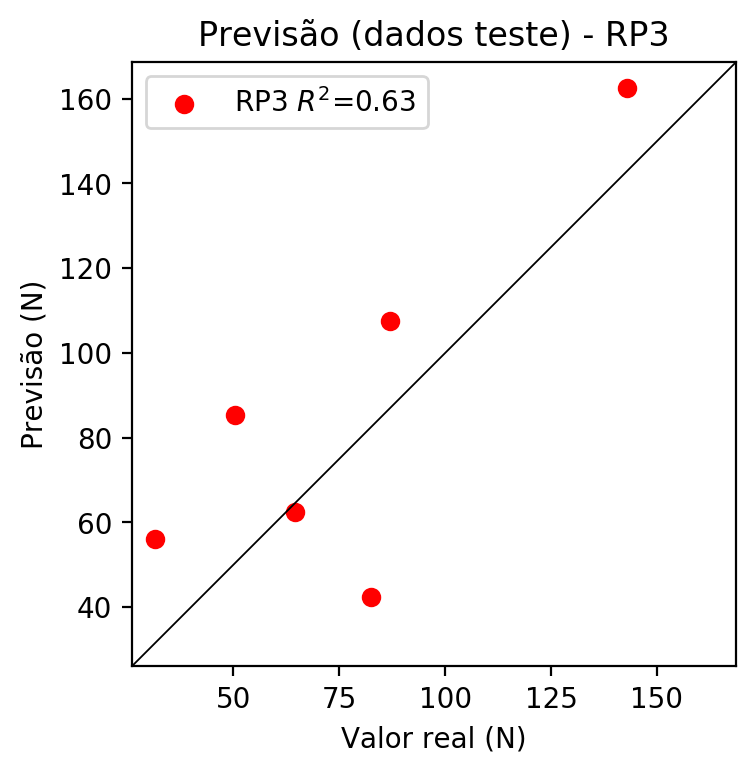 Previsão (dados teste) - RP3
RP3 R²=0.63
160
140
120
100
80
60
40
Previsão (N)
50 75 100 125 150
Valor real (N)